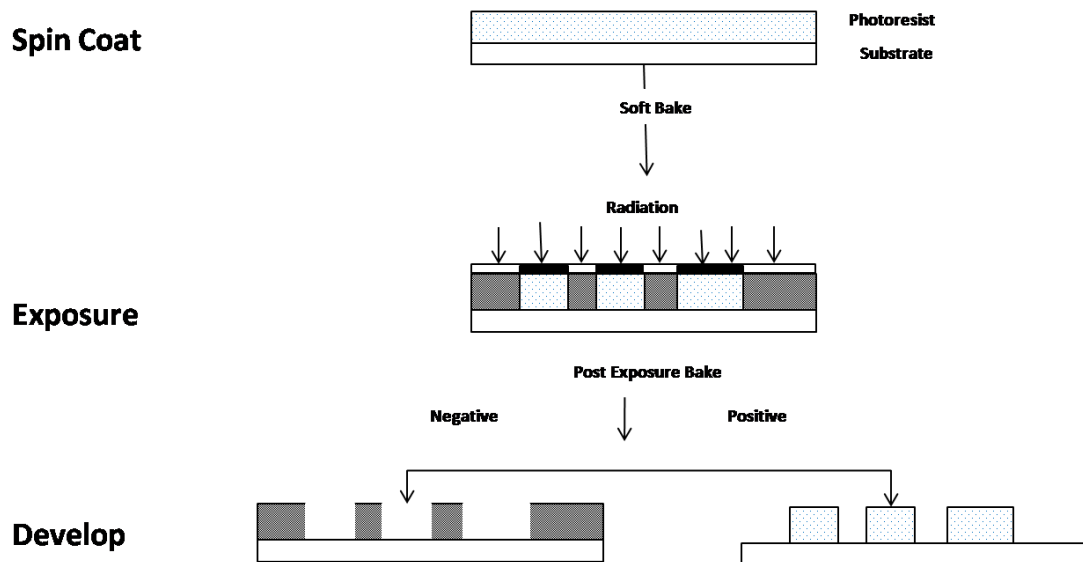 Spin Coat
Photoresist
Substrate
Soft Bake
Radiation
Exposure
Post Exposure Bake
Negative
Positive
Develop